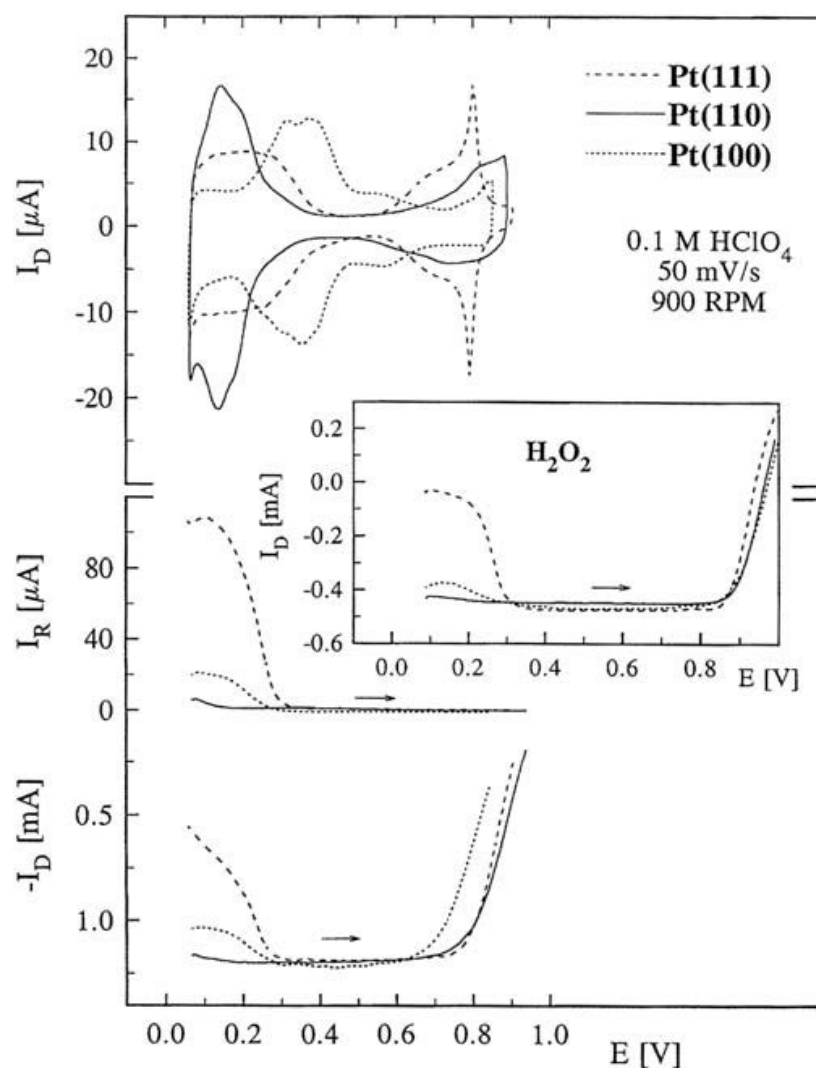 20
10
0
-10
-20
I_D [µA]
Pt(111)
Pt(110)
Pt(100)
0.1 M HClO₄
50 mV/s
900 RPM
0.2
0.0
-0.2
-0.4
-0.6
I_D [mA]
H₂O₂
0.0 0.2 0.4 0.6 0.8
E [V]
80
40
0
I_R [µA]
0.5
1.0
-I_D [mA]
0.0 0.2 0.4 0.6 0.8 1.0
E [V]